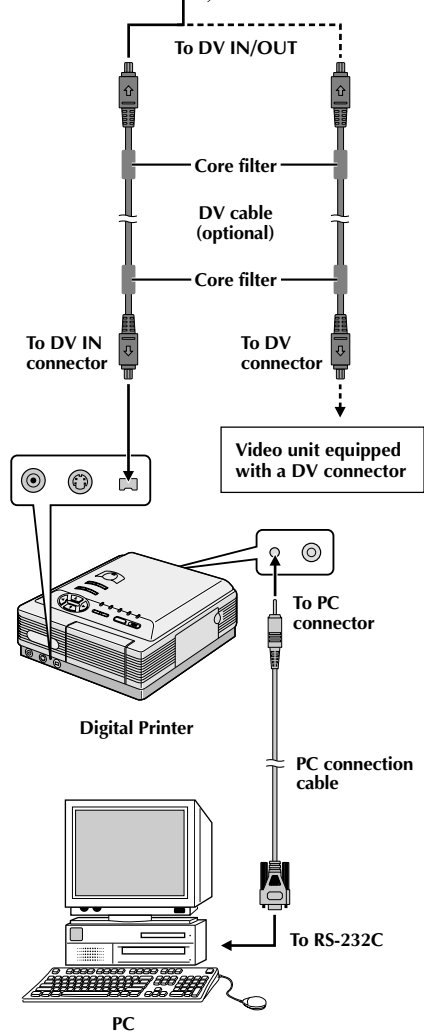 To DV IN/OUT
Core filter
DV cable
(optional)
Core filter
To DV IN
connector
To DV
connector
Video unit equipped
with a DV connector
To PC
connector
Digital Printer
PC connection
cable
To RS-232C
PC